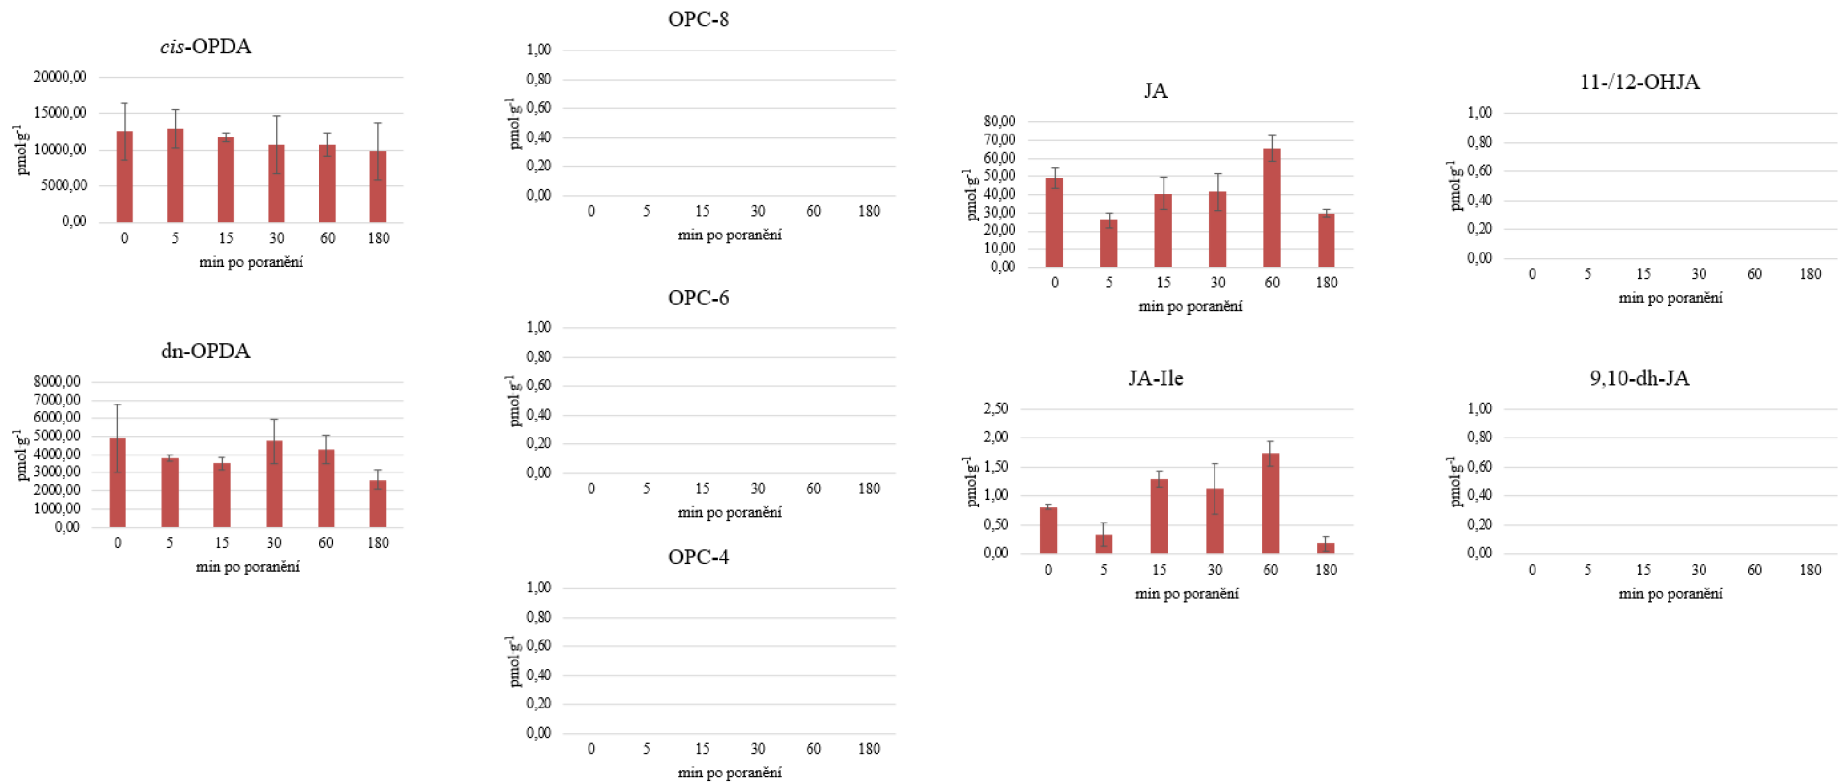 cis-OPDA
20000,00
15000,00
10000,00
5000,00
0,00
pmol·g-1
0 5 15 30 60 180
min po poranění
dn-OPDA
8000,00
7000,00
6000,00
5000,00
4000,00
3000,00
2000,00
1000,00
0,00
pmol·g-1
0 5 15 30 60 180
min po poranění
OPC-8
1,00
0,80
0,60
0,40
0,20
0,00
pmol·g-1
0 5 15 30 60 180
min po poranění
OPC-6
1,00
0,80
0,60
0,40
0,20
0,00
pmol·g-1
0 5 15 30 60 180
min po poranění
OPC-4
1,00
0,80
0,60
0,40
0,20
0,00
pmol·g-1
0 5 15 30 60 180
min po poranění
JA
80,00
70,00
60,00
50,00
40,00
30,00
20,00
10,00
0,00
pmol·g-1
0 5 15 30 60 180
min po poranění
JA-Ile
2,50
2,00
1,50
1,00
0,50
0,00
pmol·g-1
0 5 15 30 60 180
min po poranění
11-/12-OHJA
1,00
0,80
0,60
0,40
0,20
0,00
pmol·g-1
0 5 15 30 60 180
min po poranění
9,10-dh-JA
1,00
0,80
0,60
0,40
0,20
0,00
pmol·g-1
0 5 15 30 60 180
min po poranění